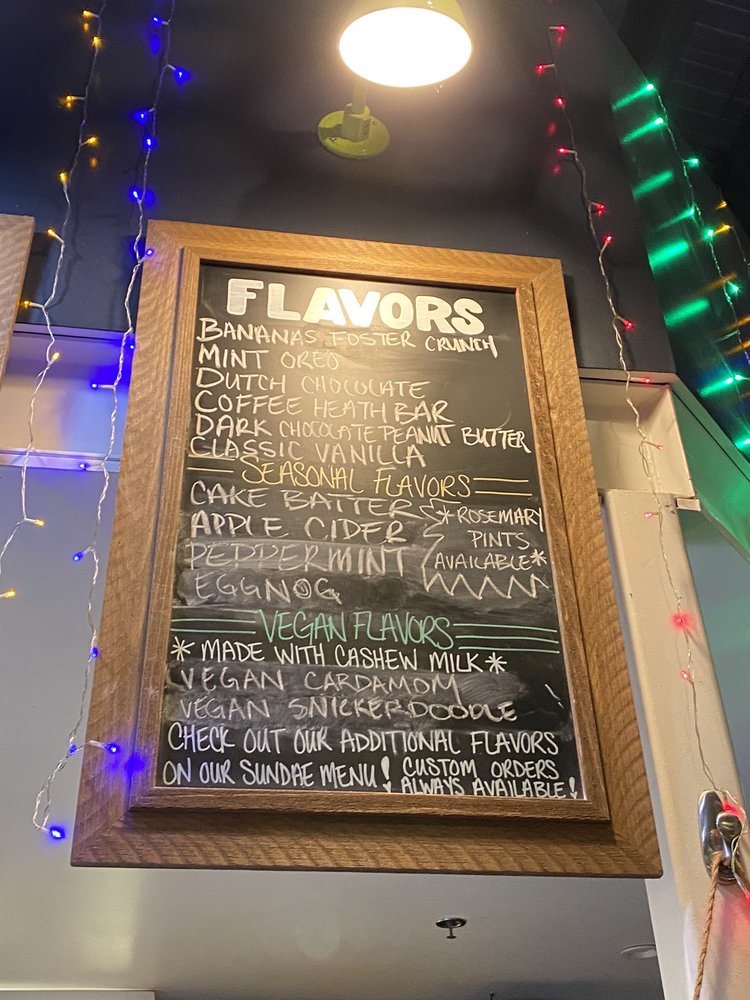 FLAVORS
BANANAS FOSTER CRUNCH
MINT OREO
DUTCH CHOCOLATE
COFFEE HEATH BAR
DARK CHOCOLATE PEANUT BUTTER
CLASSIC VANILLA
SEASONAL FLAVORS
CAKE BATTER
APPLE CIDER
PEPPERMINT
EGGNOG
*ROSEMARY
PINTS
AVAILABLE*
VEGAN FLAVORS
* MADE WITH CASHEW MILK *
VEGAN CARDAMOM
VEGAN SNICKERDOODLE
CHECK OUT OUR ADDITIONAL FLAVORS
ON OUR SUNDAE MENU!
CUSTOM ORDERS
ALWAYS AVAILABLE!